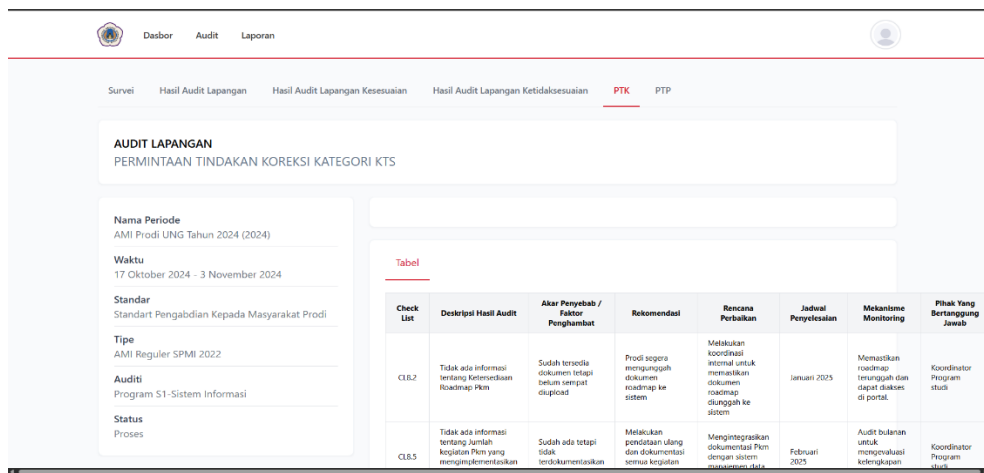 Dasbor Audit Laporan
Survei Hasil Audit Lapangan Hasil Audit Lapangan Kesesuaian Hasil Audit Lapangan Ketidaksesuaian PTK PTP
AUDIT LAPANGAN
PERMINTAAN TINDAKAN KOREKSI KATEGORI KTS
Nama Periode
AMI Prodi UNG Tahun 2024 (2024)
Waktu
17 Oktober 2024 - 3 November 2024
Standar
Standart Pengabdian Kepada Masyarakat Prodi
Tipe
AMI Reguler SPMI 2022
Auditi
Program S1-Sistem Informasi
Status
Proses
Tabel
Check
List
Deskripsi Hasil Audit
Akar Penyebab /
Faktor
Penghambat
Rekomendasi
Rencana
Perbaikan
Jadwal
Penyelesaian
Mekanisme
Monitoring
Pihak Yang
Bertanggung
Jawab
CL8.2
Tidak ada informasi
tentang Ketersediaan
Roadmap Pkm
Sudah tersedia
dokumen tetapi
belum sempat
diupload
Prodi segera
mengunggah
dokumen
roadmap ke
sistem
Melakukan
koordinasi
internal untuk
memastikan
dokumen
roadmap
diunggah ke
sistem
Januari 2025
Memastikan
roadmap
terunggah dan
dapat diakses
di portal.
Koordinator
Program
studi
CL8.5
Tidak ada informasi
tentang Jumlah
kegiatan Pkm yang
mengimplementasikan
Sudah ada tetapi
tidak
terdokumentasikan
Melakukan
pendataan ulang
dan dokumentasi
semua kegiatan
Mengintegrasikan
dokumentasi Pkm
dengan sistem
manajemen data
Februari
2025
Audit bulanan
untuk
mengevaluasi
kelengkapan
Koordinator
Program
studi